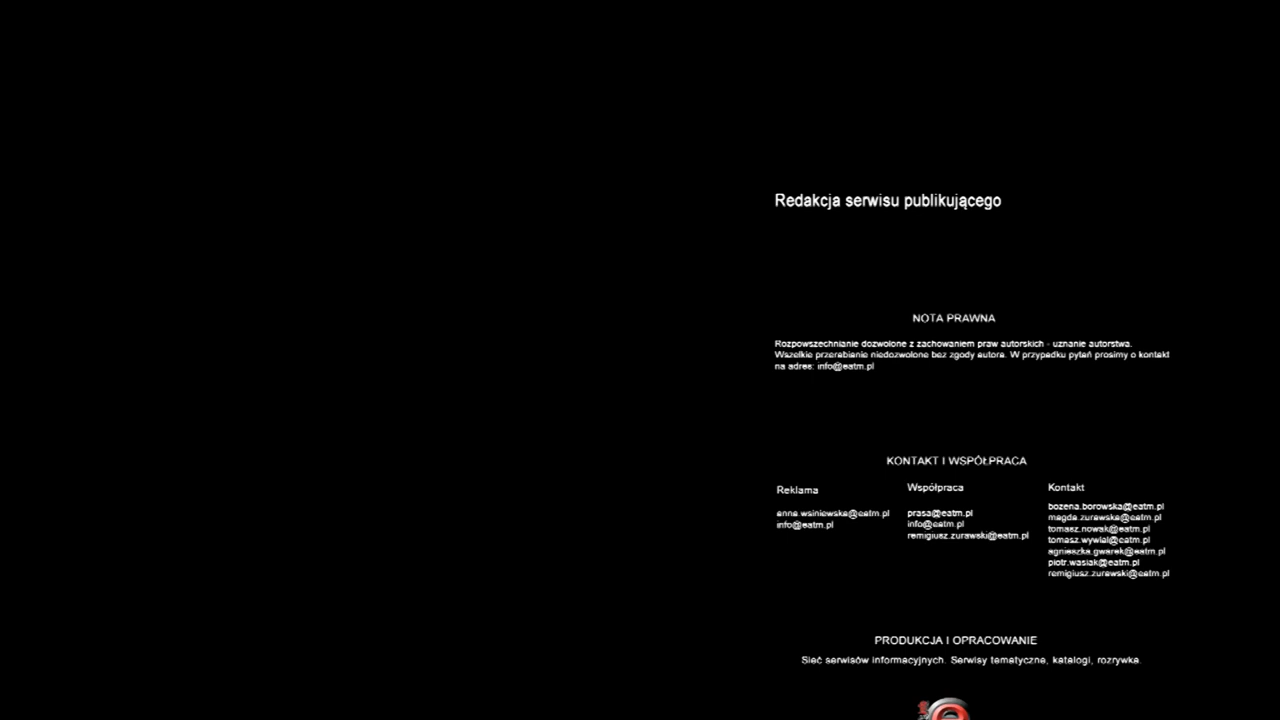 Redakcja serwisu publikującego
NOTA PRAWNA
Rozpowszechnianie dozwolone z zachowaniem praw autorskich - uznanie autorstwa.
Wszelkie przerabianie niedozwolone bez zgody autora. W przypadku pytań prosimy o kontakt
na adres: info@eatm.pl
KONTAKT I WSPÓŁPRACA
Reklama
anna.wsiniewska@eatm.pl
info@eatm.pl
Współpraca
prasa@eatm.pl
info@eatm.pl
remigiusz.zurawski@eatm.pl
Kontakt
bozena.borowska@eatm.pl
magda.zurawska@eatm.pl
tomasz.nowak@eatm.pl
tomasz.wywial@eatm.pl
agnieszka.gwarek@eatm.pl
piotr.wasiak@eatm.pl
remigiusz.zurawski@eatm.pl
PRODUKCJA I OPRACOWANIE
Sieć serwisów informacyjnych. Serwisy tematyczne, katalogi, rozrywka.